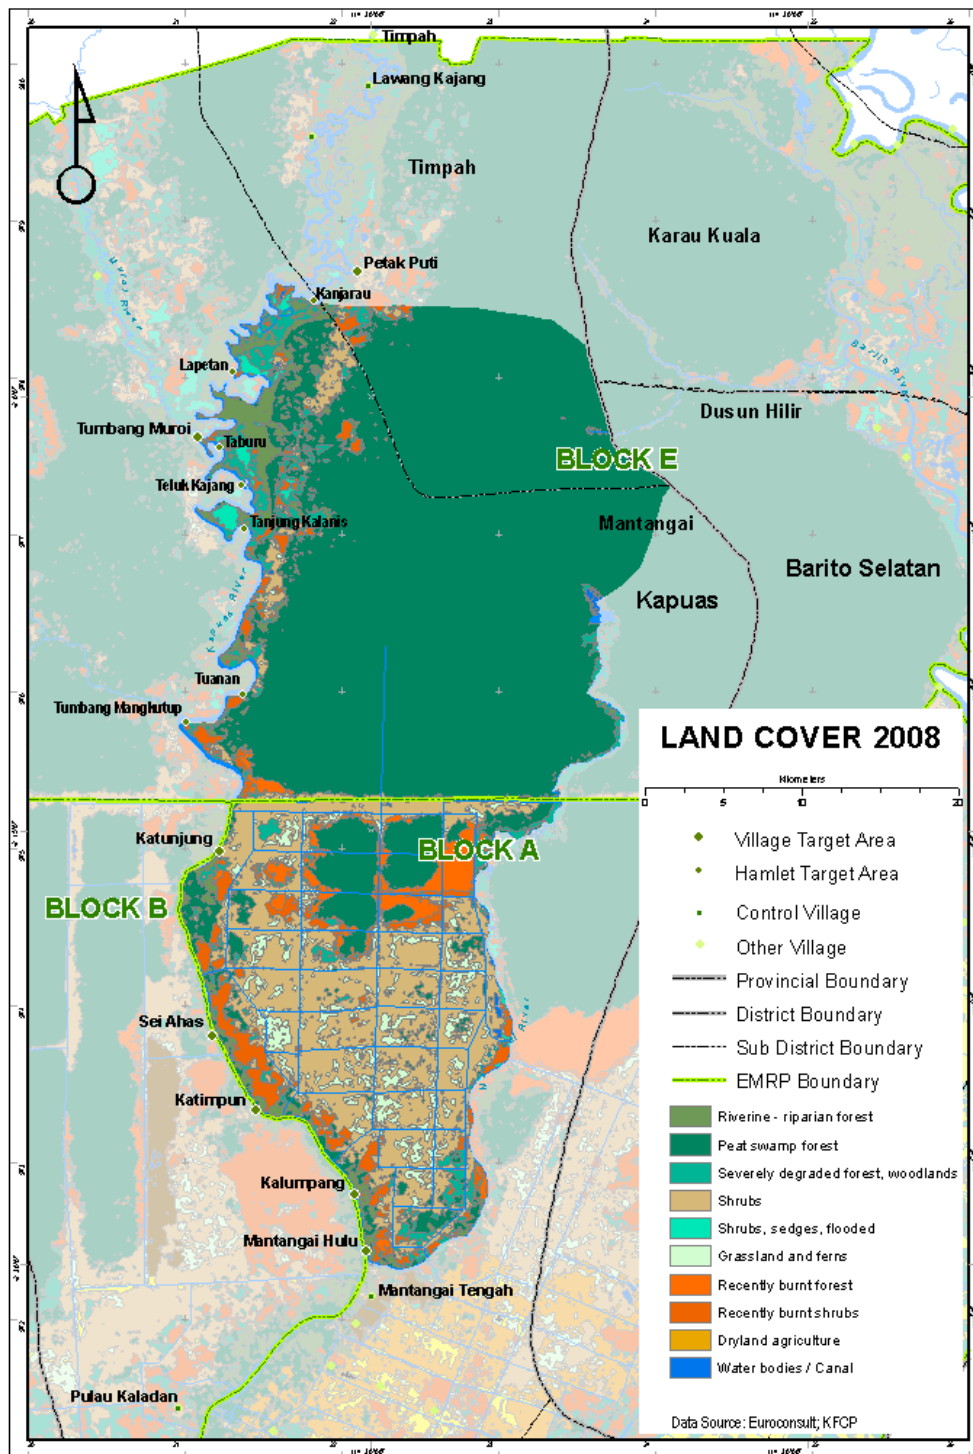 Timpah
Lawang Kajang
Timpah
Karau Kuala
Petak Puti
Kanjarau
Lapetan
Barito River
Dusun Hilir
Tumbang Muroi
Taburu
BLOCK E
Teluk Kajang
Tanjung Kalanis
Mantangai
Barito Selatan
Kapuas
Kapuas River
Tuanan
Tumbang Mangkutup
LAND COVER 2008
Kilometers
0 5 10 20
Katunjung
BLOCK A
BLOCK B
Village Target Area
Hamlet Target Area
Control Village
Other Village
Provincial Boundary
District Boundary
Sub District Boundary
EMRP Boundary
River
Sei Ahas
Katimpun
Kalumpang
Mantangai Hulu
Mantangai Tengah
Pulau Kaladan
Riverine - riparian forest
Peat swamp forest
Severely degraded forest, woodlands
Shrubs
Shrubs, sedges, flooded
Grassland and ferns
Recently burnt forest
Recently burnt shrubs
Dryland agriculture
Water bodies / Canal
Data Source: Euroconsult; KFCP